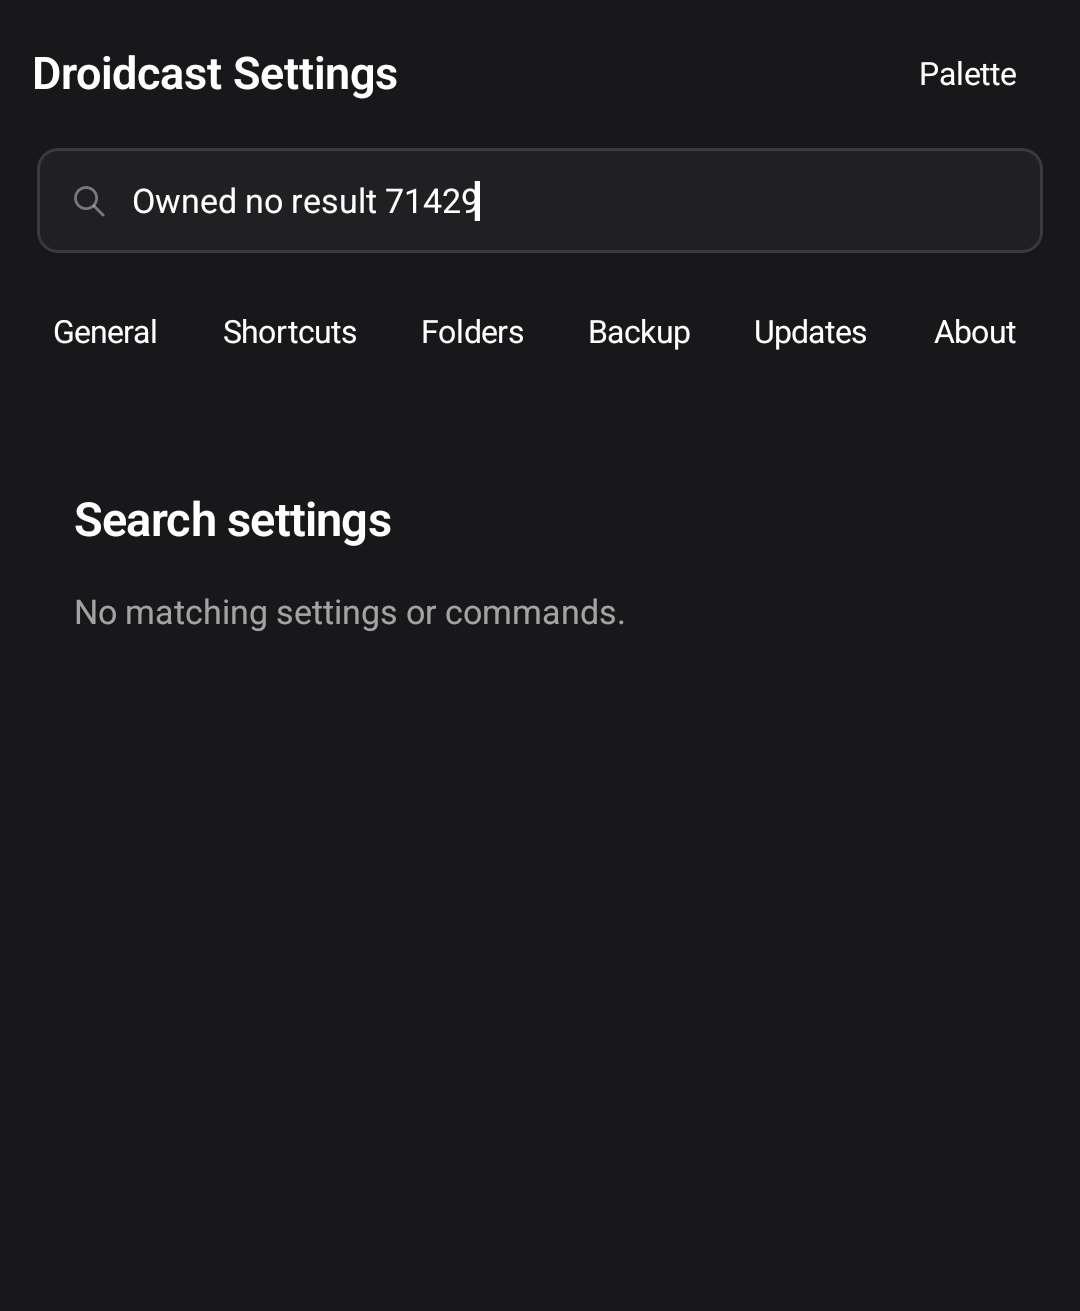 Droidcast Settings
Palette
Owned no result 71429
General Shortcuts Folders Backup Updates About
Search settings
No matching settings or commands.